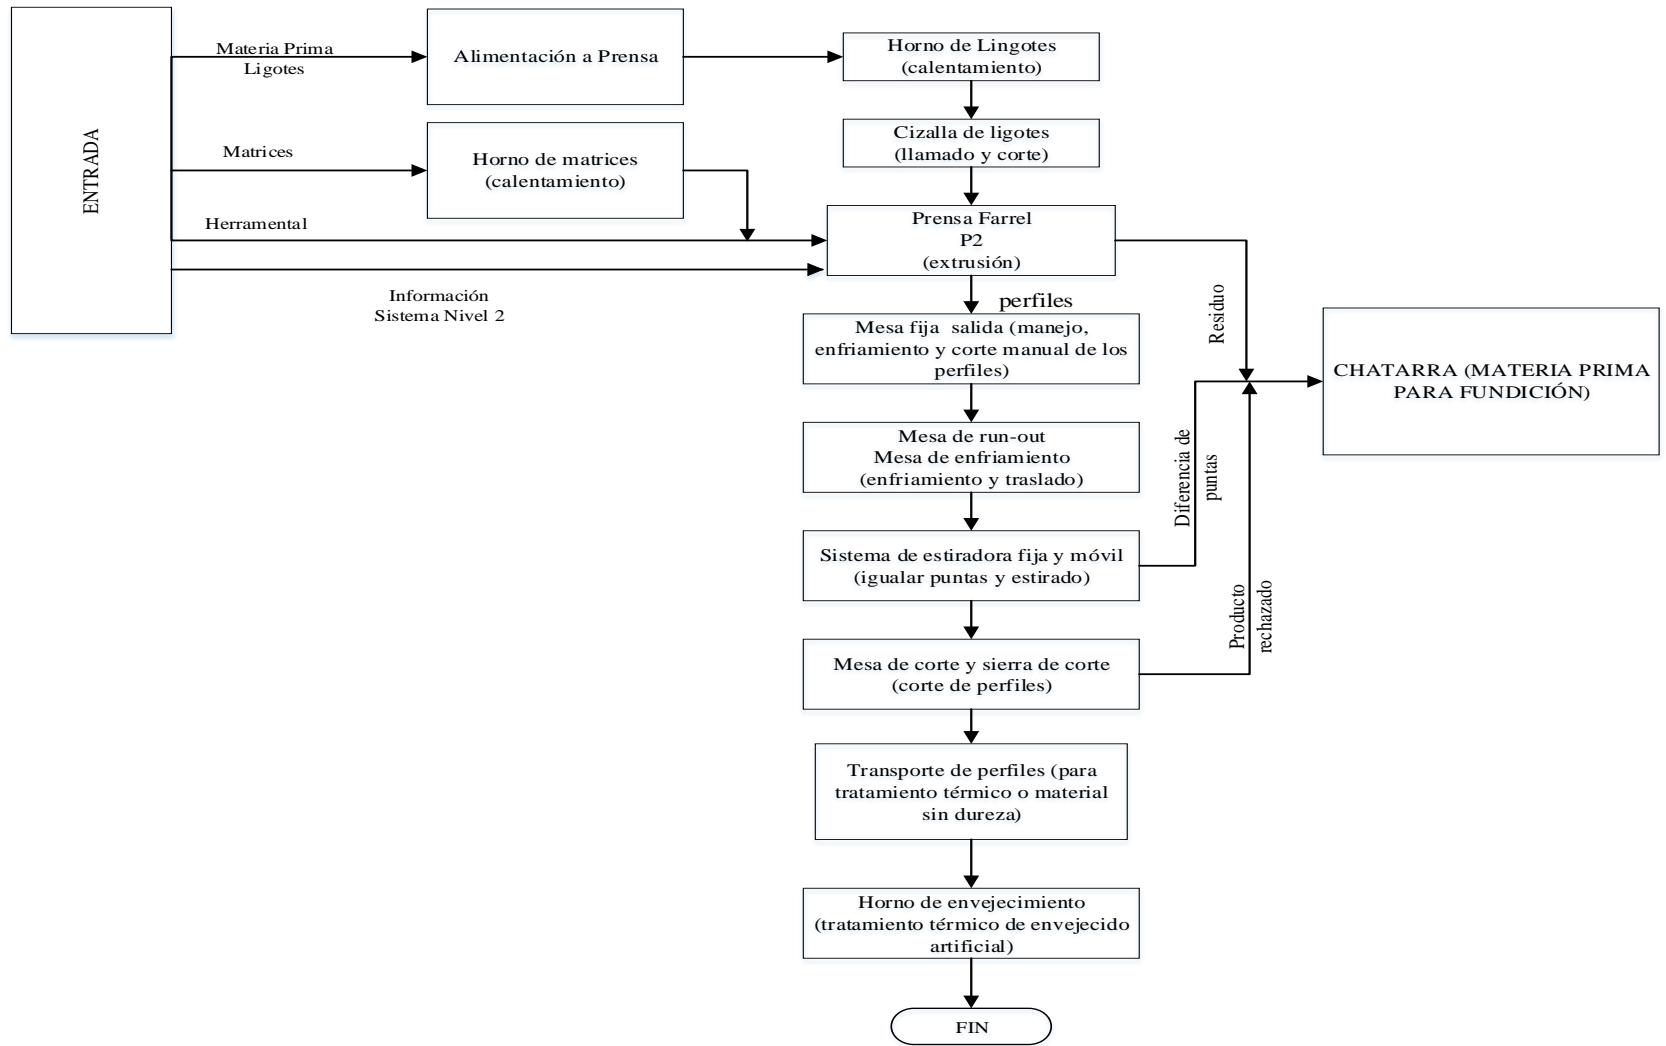 ENTRADA
Materia Prima
Ligotes
Alimentación a Prensa
Horno de Lingotes
(calentamiento)
Cizalla de ligotes
(llamado y corte)
Matrices
Horno de matrices
(calentamiento)
Herramental
Prensa Farrel
P2
(extrusión)
Información
Sistema Nivel 2
perfiles
Mesa fija salida (manejo,
enfriamiento y corte manual de los
perfiles)
Residuo
CHATARRA (MATERIA PRIMA
PARA FUNDICIÓN)
Mesa de run-out
Mesa de enfriamiento
(enfriamiento y traslado)
Diferencia de
puntas
Sistema de estiradora fija y móvil
(igualar puntas y estirado)
Producto
rechazado
Mesa de corte y sierra de corte
(corte de perfiles)
Transporte de perfiles (para
tratamiento térmico o material
sin dureza)
Horno de envejecimiento
(tratamiento térmico de envejecido
artificial)
FIN